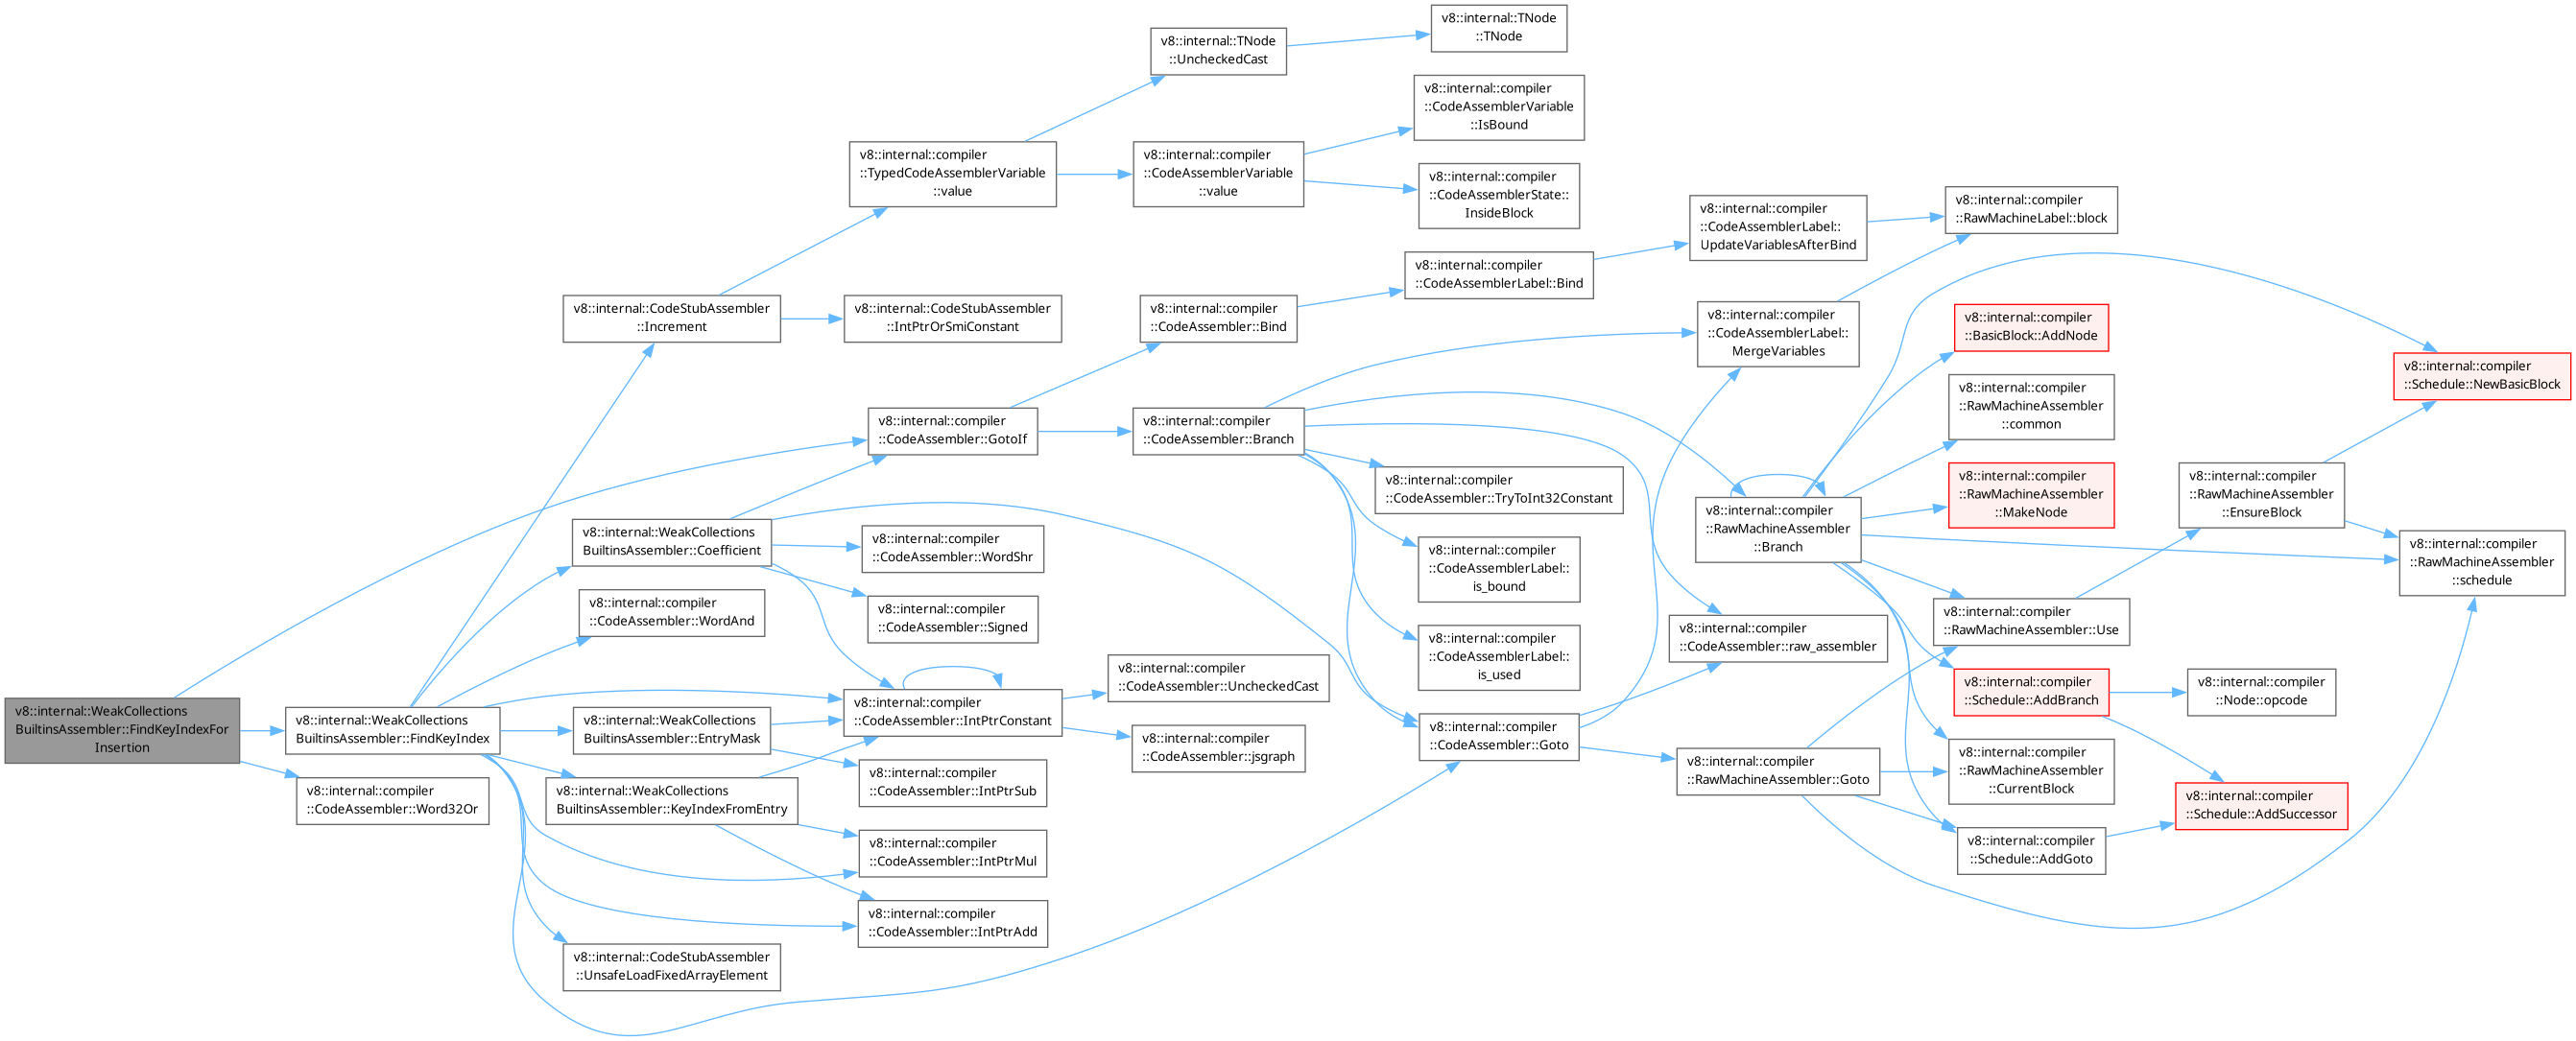 v8::internal::WeakCollections
BuiltinsAssembler::FindKeyIndexFor
Insertion
v8::internal::WeakCollections
BuiltinsAssembler::FindKeyIndex
v8::internal::compiler
::CodeAssembler::Word32Or
v8::internal::CodeStubAssembler
::Increment
v8::internal::WeakCollections
BuiltinsAssembler::Coefficient
v8::internal::compiler
::CodeAssembler::WordAnd
v8::internal::WeakCollections
BuiltinsAssembler::EntryMask
v8::internal::WeakCollections
BuiltinsAssembler::KeyIndexFromEntry
v8::internal::CodeStubAssembler
::UnsafeLoadFixedArrayElement
v8::internal::compiler
::TypedCodeAssemblerVariable
::value
v8::internal::CodeStubAssembler
::IntPtrOrSmiConstant
v8::internal::compiler
::CodeAssembler::GotoIf
v8::internal::compiler
::CodeAssembler::WordShr
v8::internal::compiler
::CodeAssembler::Signed
v8::internal::compiler
::CodeAssembler::IntPtrConstant
v8::internal::compiler
::CodeAssembler::IntPtrSub
v8::internal::compiler
::CodeAssembler::IntPtrMul
v8::internal::compiler
::CodeAssembler::IntPtrAdd
v8::internal::TNode
::UncheckedCast
v8::internal::compiler
::CodeAssemblerVariable
::value
v8::internal::compiler
::CodeAssembler::Bind
v8::internal::compiler
::CodeAssembler::Branch
v8::internal::compiler
::CodeAssembler::UncheckedCast
v8::internal::compiler
::CodeAssembler::jsgraph
v8::internal::TNode
::TNode
v8::internal::compiler
::CodeAssemblerVariable
::IsBound
v8::internal::compiler
::CodeAssemblerState::
InsideBlock
v8::internal::compiler
::CodeAssemblerLabel::Bind
v8::internal::compiler
::CodeAssembler::TryToInt32Constant
v8::internal::compiler
::CodeAssemblerLabel::
is_bound
v8::internal::compiler
::CodeAssemblerLabel::
is_used
v8::internal::compiler
::CodeAssembler::Goto
v8::internal::compiler
::CodeAssemblerLabel::
UpdateVariablesAfterBind
v8::internal::compiler
::CodeAssemblerLabel::
MergeVariables
v8::internal::compiler
::RawMachineAssembler
::Branch
v8::internal::compiler
::CodeAssembler::raw_assembler
v8::internal::compiler
::RawMachineAssembler::Goto
v8::internal::compiler
::RawMachineLabel::block
v8::internal::compiler
::BasicBlock::AddNode
v8::internal::compiler
::RawMachineAssembler
::common
v8::internal::compiler
::RawMachineAssembler
::MakeNode
v8::internal::compiler
::RawMachineAssembler::Use
v8::internal::compiler
::Schedule::AddBranch
v8::internal::compiler
::RawMachineAssembler
::CurrentBlock
v8::internal::compiler
::Schedule::AddGoto
v8::internal::compiler
::RawMachineAssembler
::EnsureBlock
v8::internal::compiler
::Node::opcode
v8::internal::compiler
::Schedule::AddSuccessor
v8::internal::compiler
::Schedule::NewBasicBlock
v8::internal::compiler
::RawMachineAssembler
::schedule